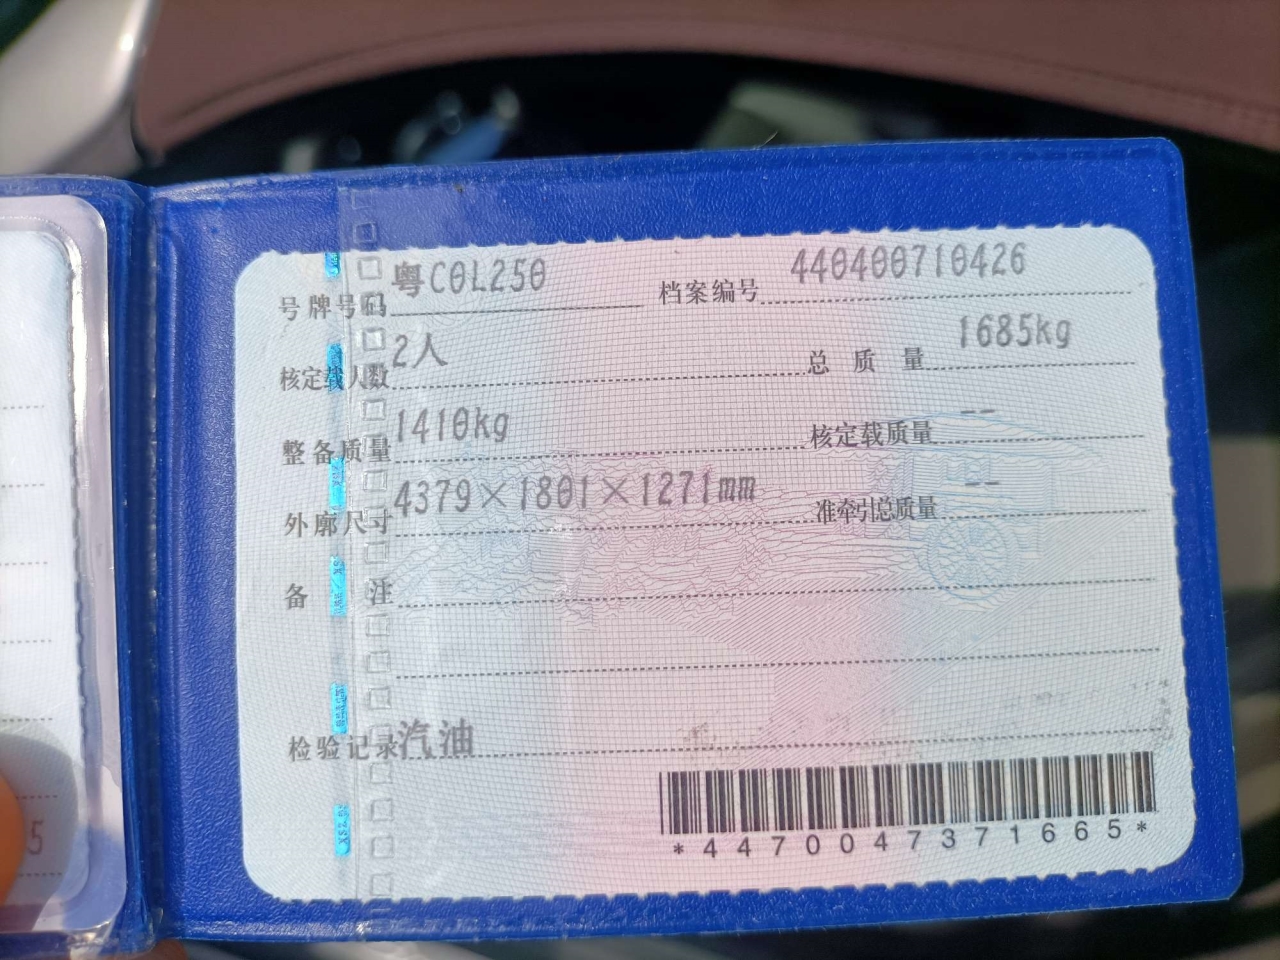 号牌号码 粤C0L250 档案编号 440400710426
核定载人数 2人 总质量 1685kg
整备质量 1410kg 核定载质量 --
外廓尺寸 4379×1801×1271mm 准牵引总质量 --
备注
检验记录 汽油
*4470047371665*
5